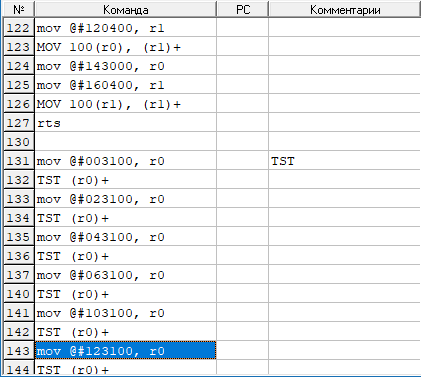 № Команда PC Комментарии
122 mov @#120400, r1
123 MOV 100(r0), (r1)+
124 mov @#143000, r0
125 mov @#160400, r1
126 MOV 100(r1), (r1)+
127 rts
130
131 mov @#003100, r0 TST
132 TST (r0)+
133 mov @#023100, r0
134 TST (r0)+
135 mov @#043100, r0
136 TST (r0)+
137 mov @#063100, r0
140 TST (r0)+
141 mov @#103100, r0
142 TST (r0)+
143 mov @#123100, r0
144 TST (r0)+